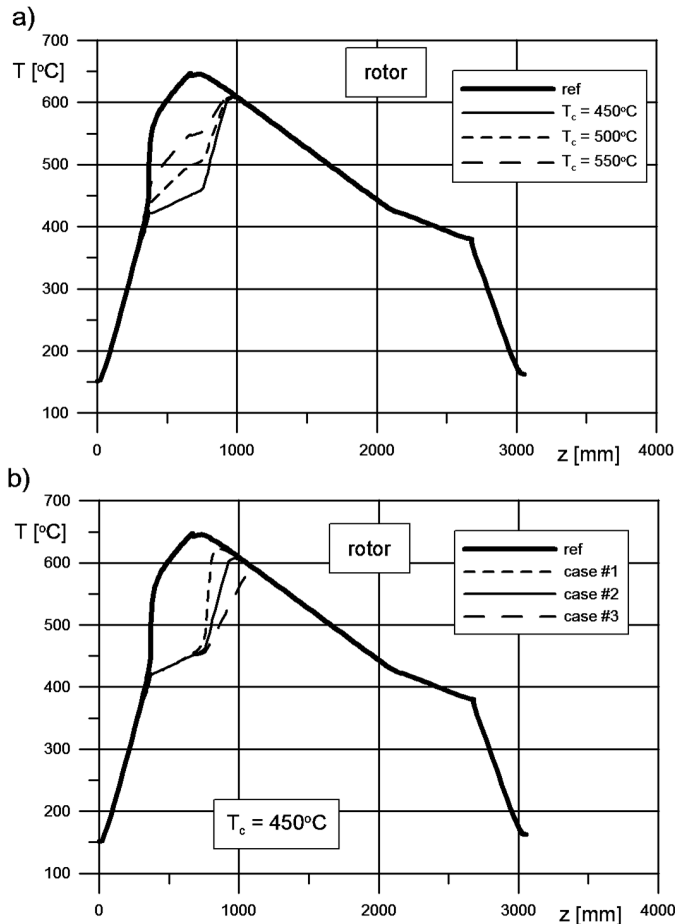 a)
700
T [°C]
rotor
600
ref
T_c = 450°C
500
T_c = 500°C
T_c = 550°C
400
300
200
100
0
1000
2000
3000
4000
z [mm]
b)
700
T [°C]
rotor
600
ref
case #1
500
case #2
case #3
400
300
200
T_c = 450°C
100
0
1000
2000
3000
4000
z [mm]